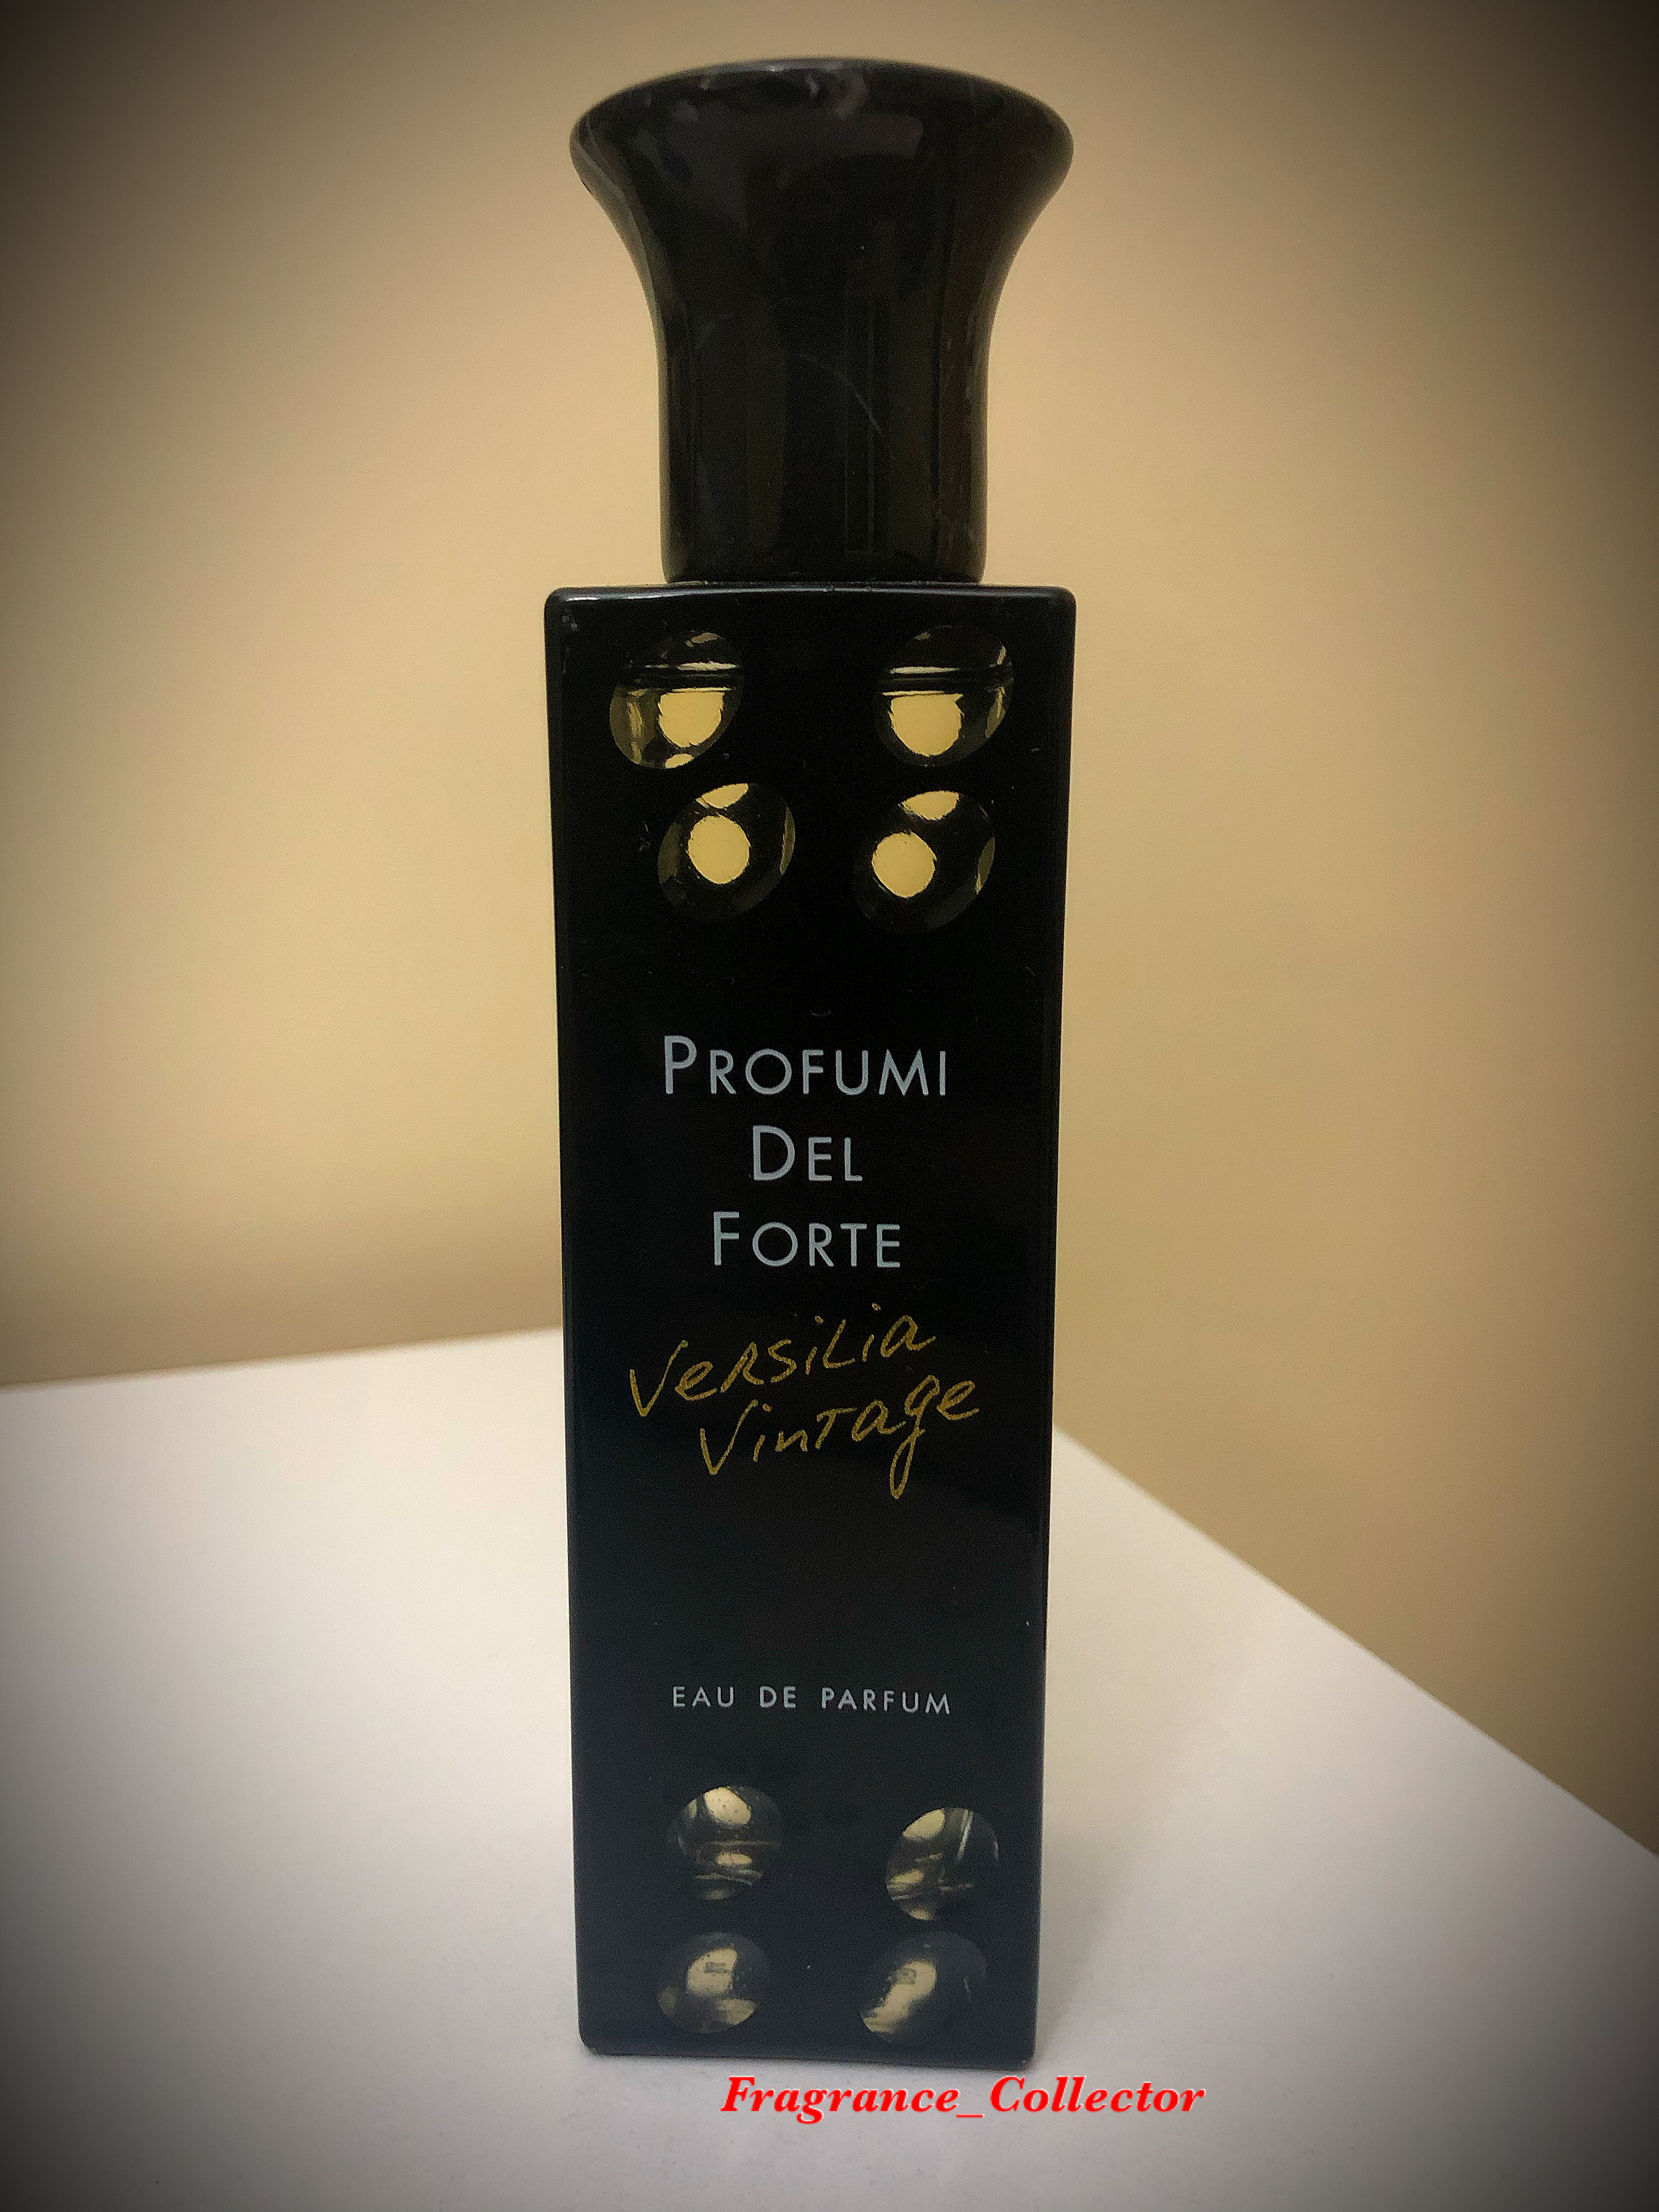 PROFUMI
DEL
FORTE
VERSILIA
VINTAGE
EAU DE PARFUM
Fragrance_Collector